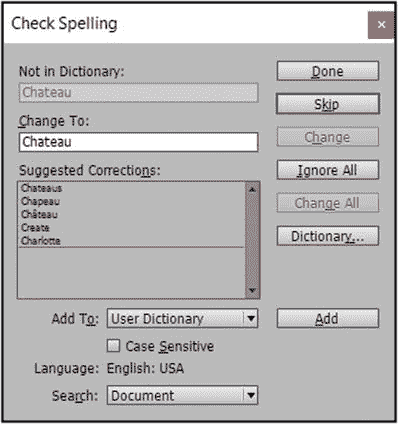 Check Spelling
×
Not in Dictionary:
Chateau
Change To:
Chateau
Suggested Corrections:
Chateaus
Chapeau
Château
Create
Charlotte
Done
Skip
Change
Ignore All
Change All
Dictionary...
Add To: User Dictionary
Add
Case Sensitive
Language: English: USA
Search: Document